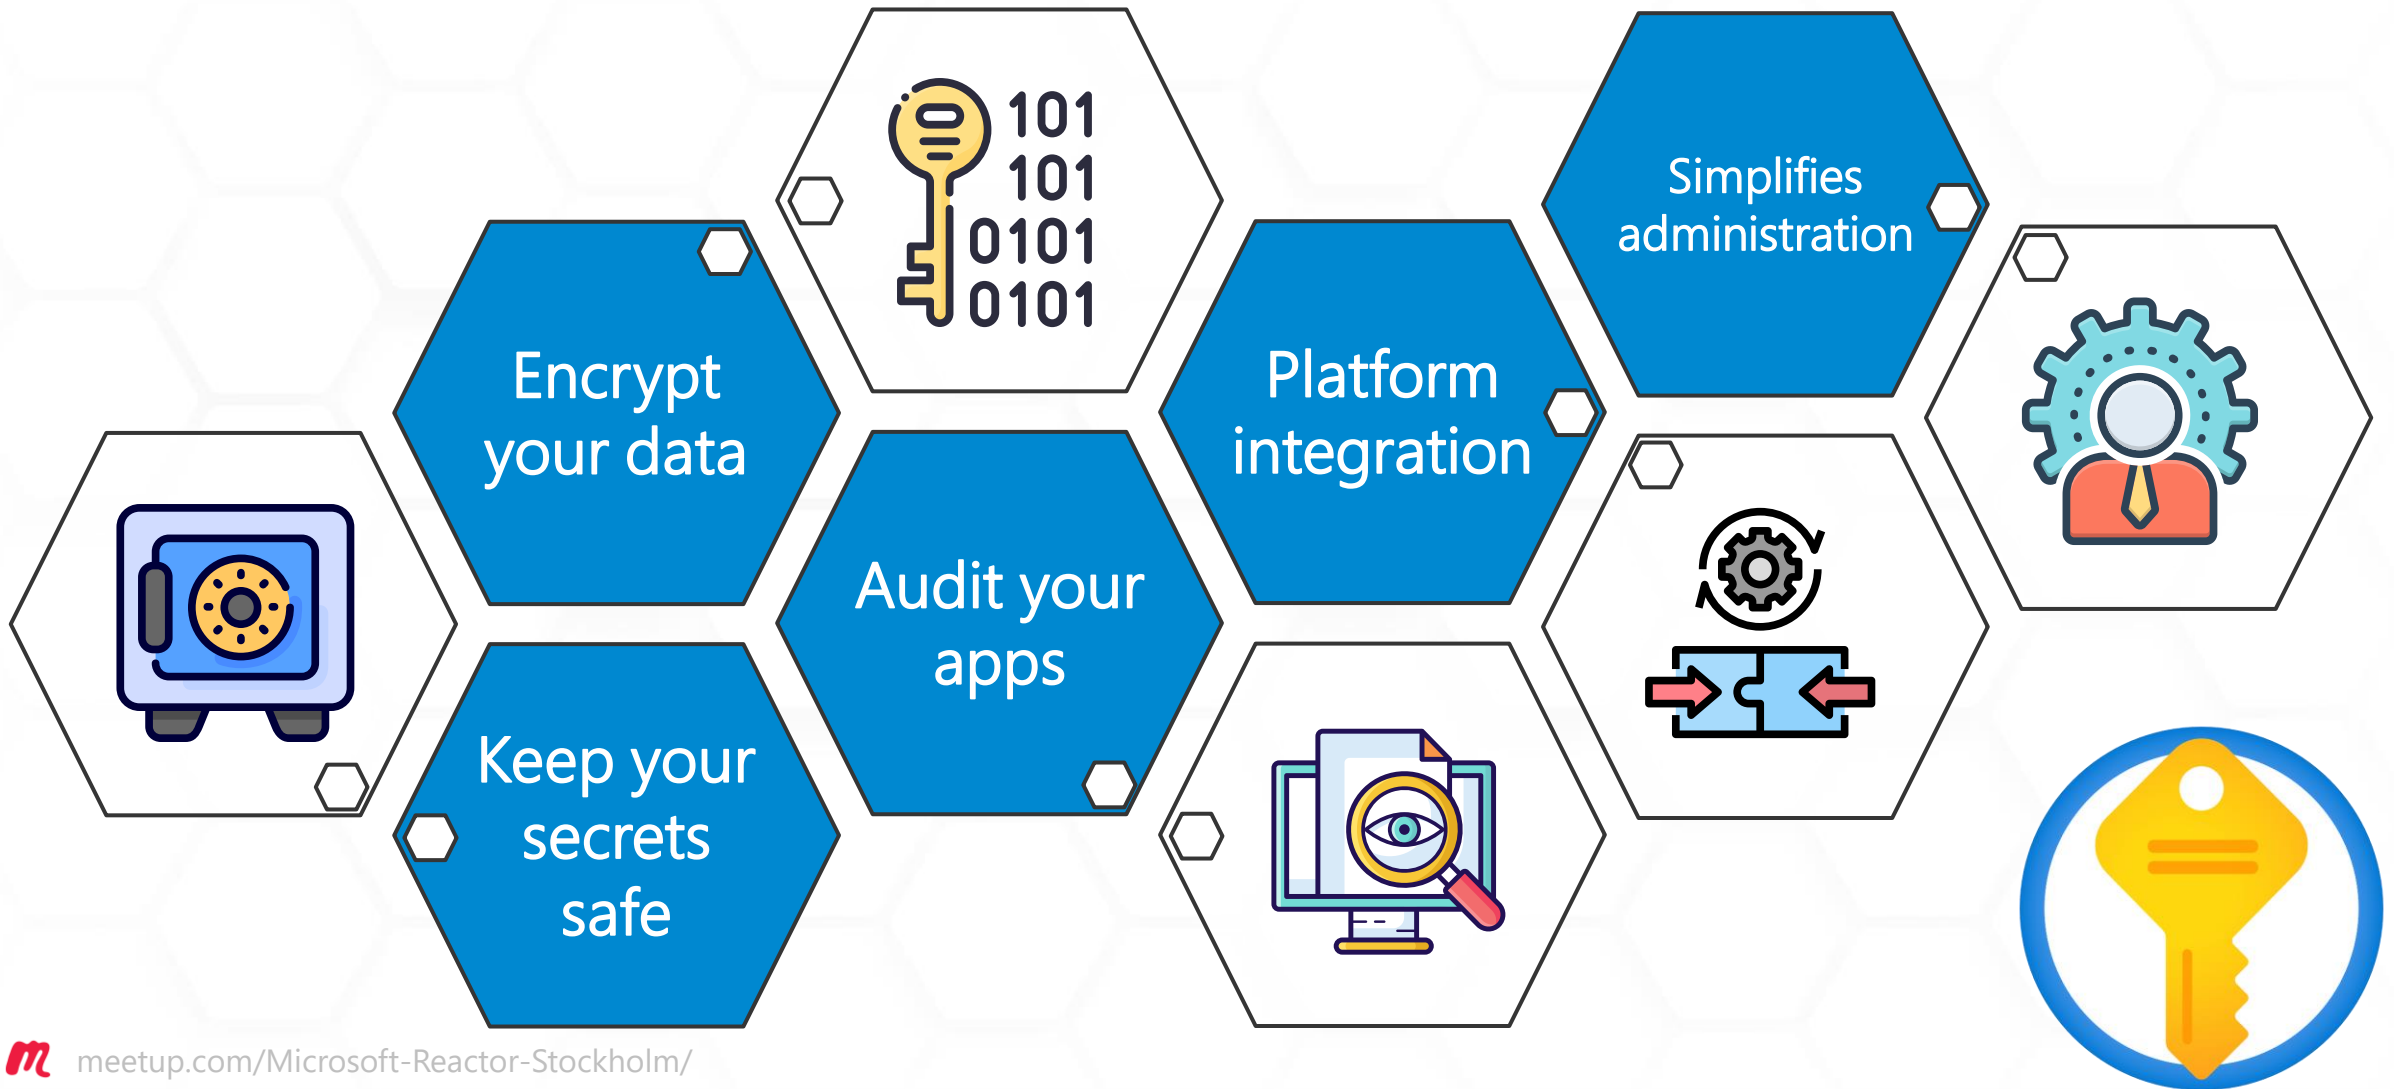 101
101
0101
0101
Simplifies
administration
Encrypt
your data
Platform
integration
Audit your
apps
Keep your
secrets
safe
meetup.com/Microsoft-Reactor-Stockholm/